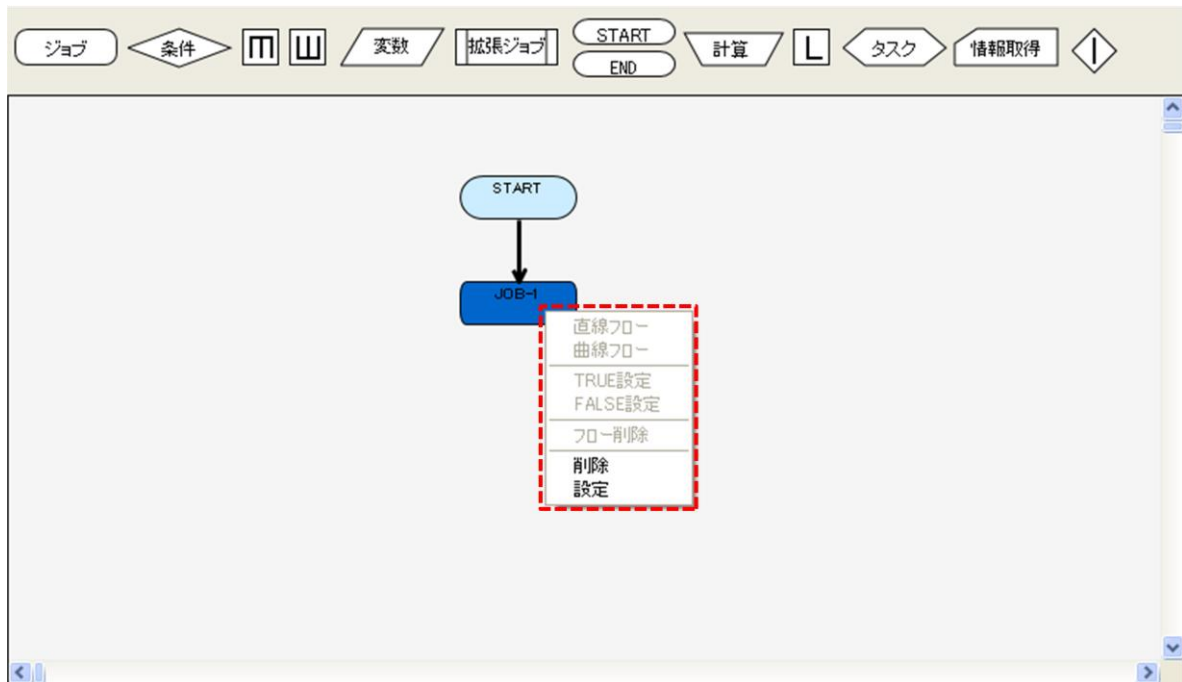 ジョブ
条件
変数
拡張ジョブ
START
END
計算
L
タスク
情報取得
START
JOB-1
直線フロー
曲線フロー
TRUE設定
FALSE設定
フロー削除
削除
設定